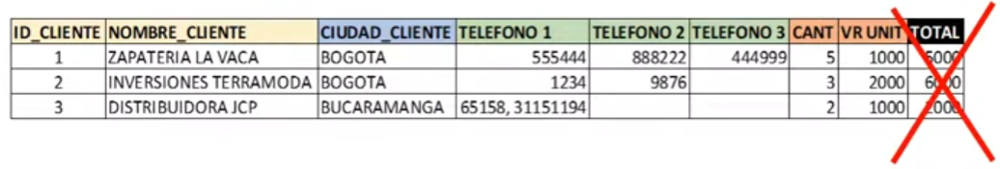 ID_CLIENTE NOMBRE_CLIENTE CIUDAD_CLIENTE TELEFONO 1 TELEFONO 2 TELEFONO 3 CANT VR UNIT TOTAL
1 ZAPATERIA LA VACA BOGOTA 555444 888222 444999 5 1000 5000
2 INVERSIONES TERRAMODA BOGOTA 1234 9876 3 2000 6000
3 DISTRIBUIDORA JCP BUCARAMANGA 65158, 31151194 2 1000 2000